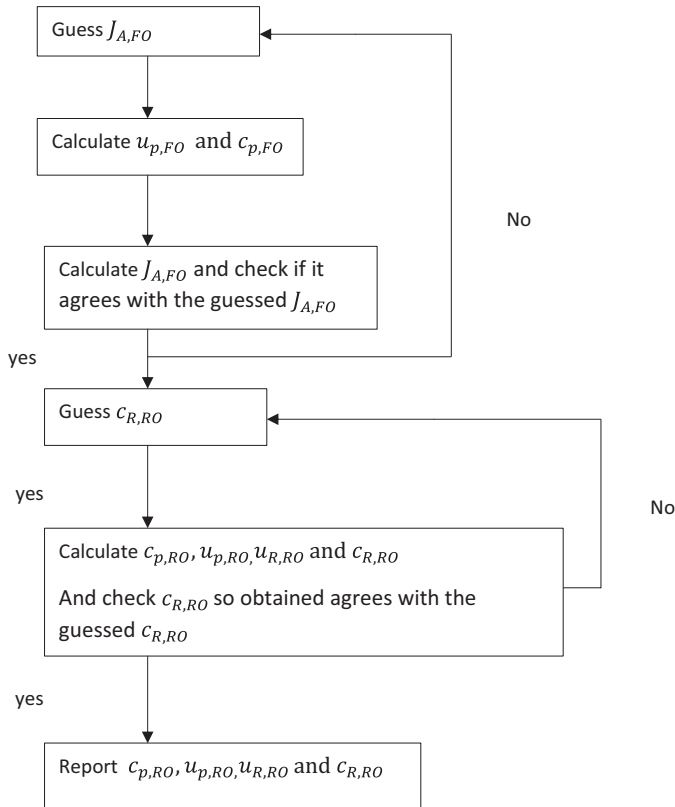 Guess J_{A,FO}
Calculate u_{p,FO} and c_{p,FO}
No
Calculate J_{A,FO} and check if it
agrees with the guessed J_{A,FO}
yes
Guess c_{R,RO}
yes
No
Calculate c_{p,RO}, u_{p,RO,} u_{R,RO} and c_{R,RO}
And check c_{R,RO} so obtained agrees with the
guessed c_{R,RO}
yes
Report c_{p,RO}, u_{p,RO,} u_{R,RO} and c_{R,RO}